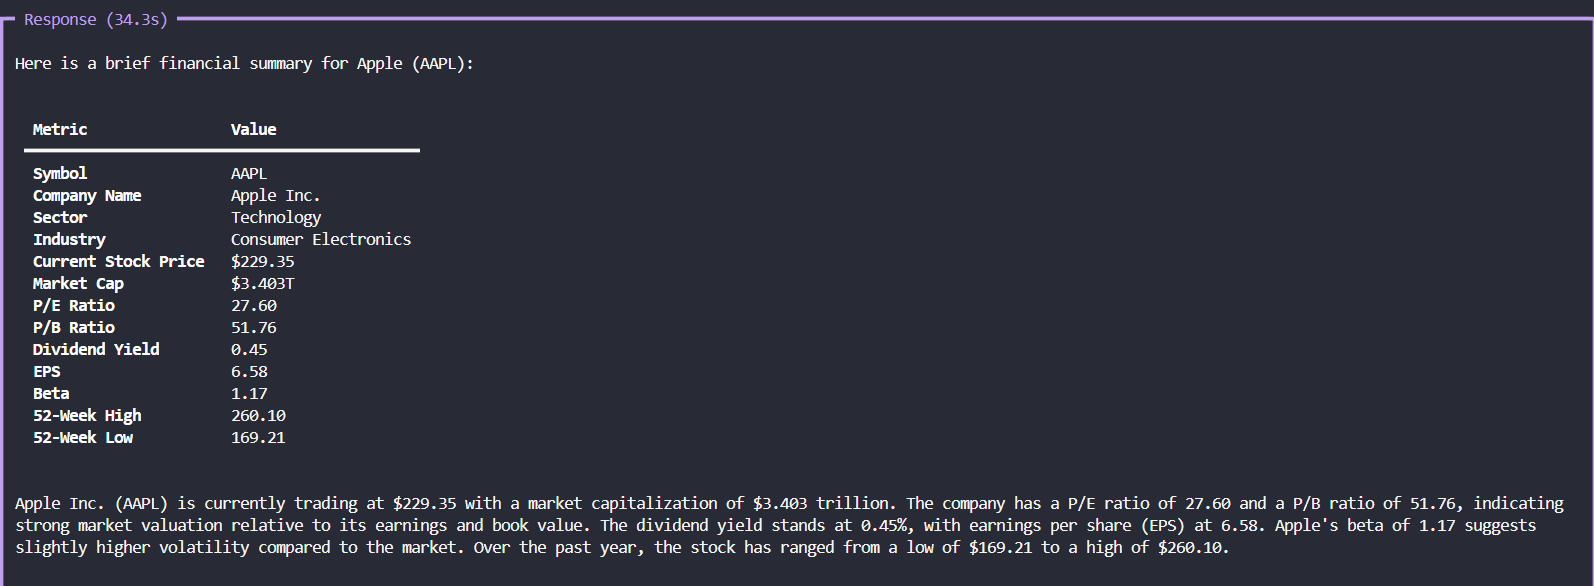 Response (34.3s)
Here is a brief financial summary for Apple (AAPL):
Metric Value
Symbol AAPL
Company Name Apple Inc.
Sector Technology
Industry Consumer Electronics
Current Stock Price $229.35
Market Cap $3.403T
P/E Ratio 27.60
P/B Ratio 51.76
Dividend Yield 0.45
EPS 6.58
Beta 1.17
52-Week High 260.10
52-Week Low 169.21
Apple Inc. (AAPL) is currently trading at $229.35 with a market capitalization of $3.403 trillion. The company has a P/E ratio of 27.60 and a P/B ratio of 51.76, indicating
strong market valuation relative to its earnings and book value. The dividend yield stands at 0.45%, with earnings per share (EPS) at 6.58. Apple's beta of 1.17 suggests
slightly higher volatility compared to the market. Over the past year, the stock has ranged from a low of $169.21 to a high of $260.10.